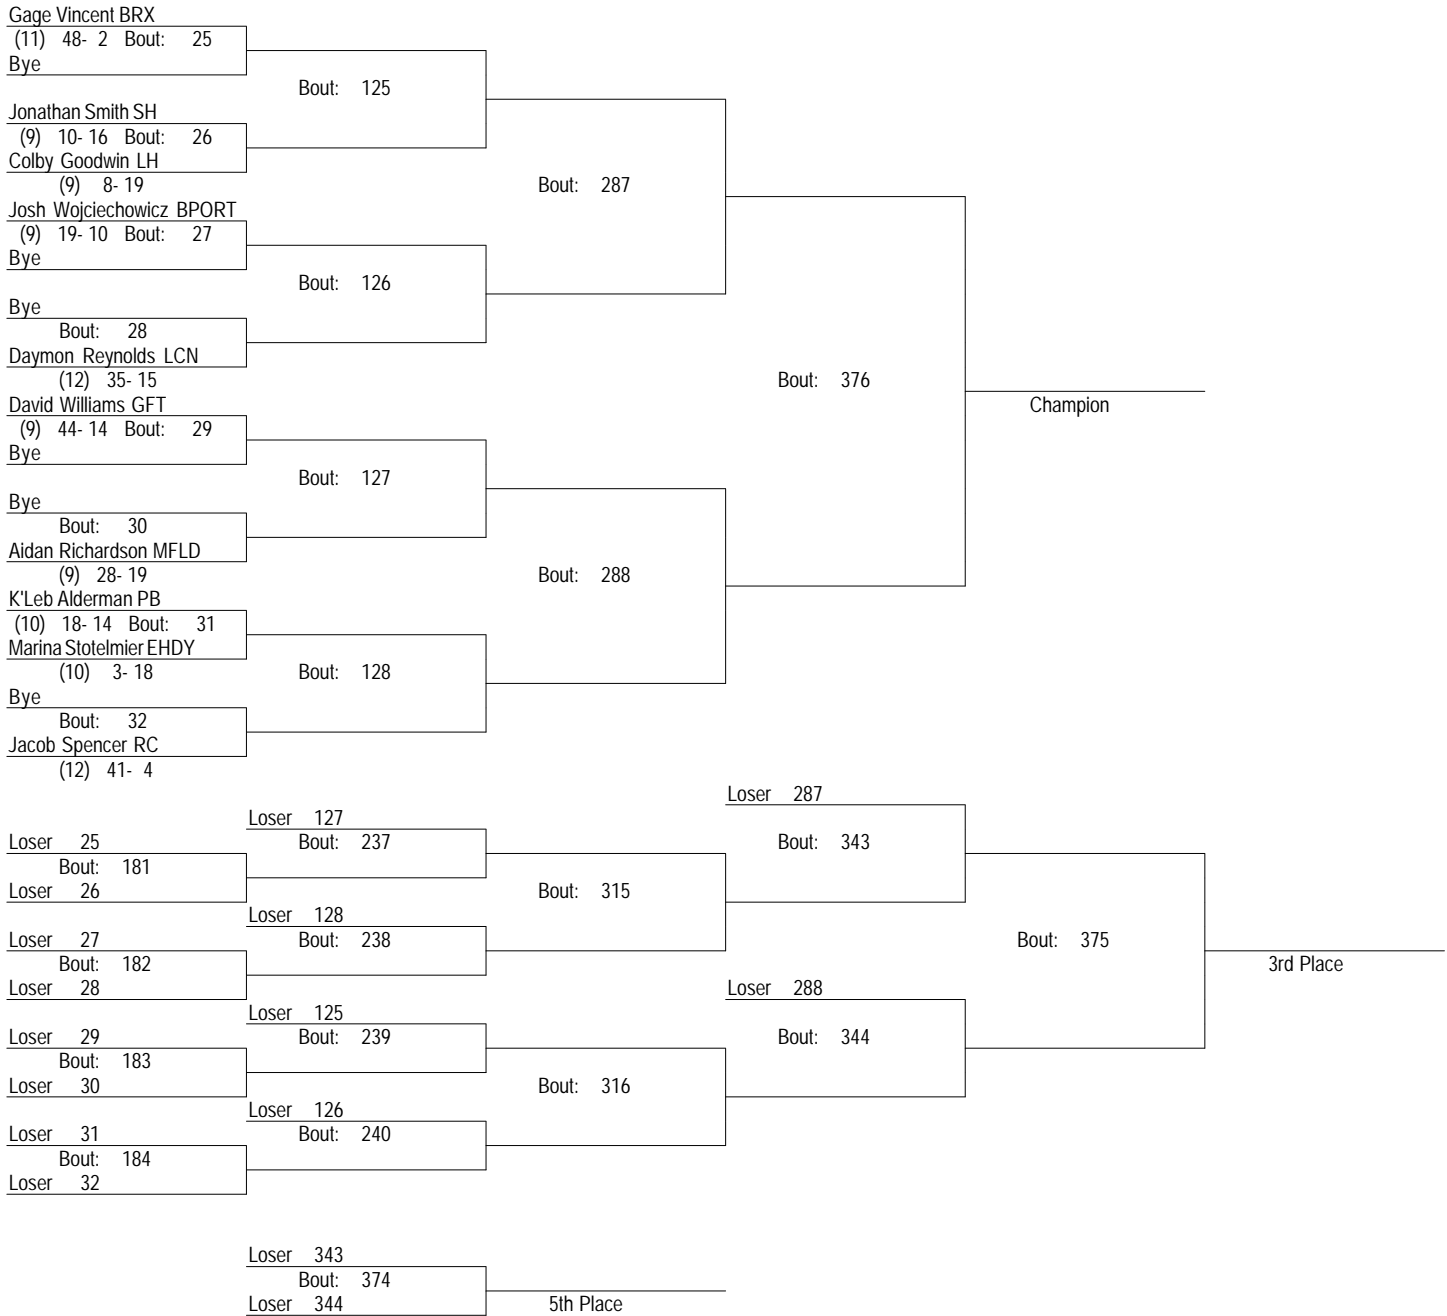 Gage Vincent BRX
(11) 48- 2 Bout: 25
Bye
Bout: 125
Jonathan Smith SH
(9) 10- 16 Bout: 26
Colby Goodwin LH
(9) 8- 19
Bout: 287
Josh Wojciechowicz BPORT
(9) 19- 10 Bout: 27
Bye
Bout: 126
Bye
Bout: 28
Daymon Reynolds LCN
(12) 35- 15
Bout: 376
David Williams GFT
Champion
(9) 44- 14 Bout: 29
Bye
Bout: 127
Bye
Bout: 30
Aidan Richardson MFLD
(9) 28- 19
Bout: 288
K'Leb Alderman PB
(10) 18- 14 Bout: 31
Marina Stotelmier EHDY
(10) 3- 18
Bout: 128
Bye
Bout: 32
Jacob Spencer RC
(12) 41- 4
Loser 287
Loser 127
Loser 25
Bout: 237
Bout: 343
Bout: 181
Loser 26
Bout: 315
Loser 128
Loser 27
Bout: 238
Bout: 375
Bout: 182
3rd Place
Loser 28
Loser 288
Loser 125
Loser 29
Bout: 239
Bout: 344
Bout: 183
Loser 30
Bout: 316
Loser 126
Loser 31
Bout: 240
Bout: 184
Loser 32
Loser 343
Bout: 374
Loser 344
5th Place